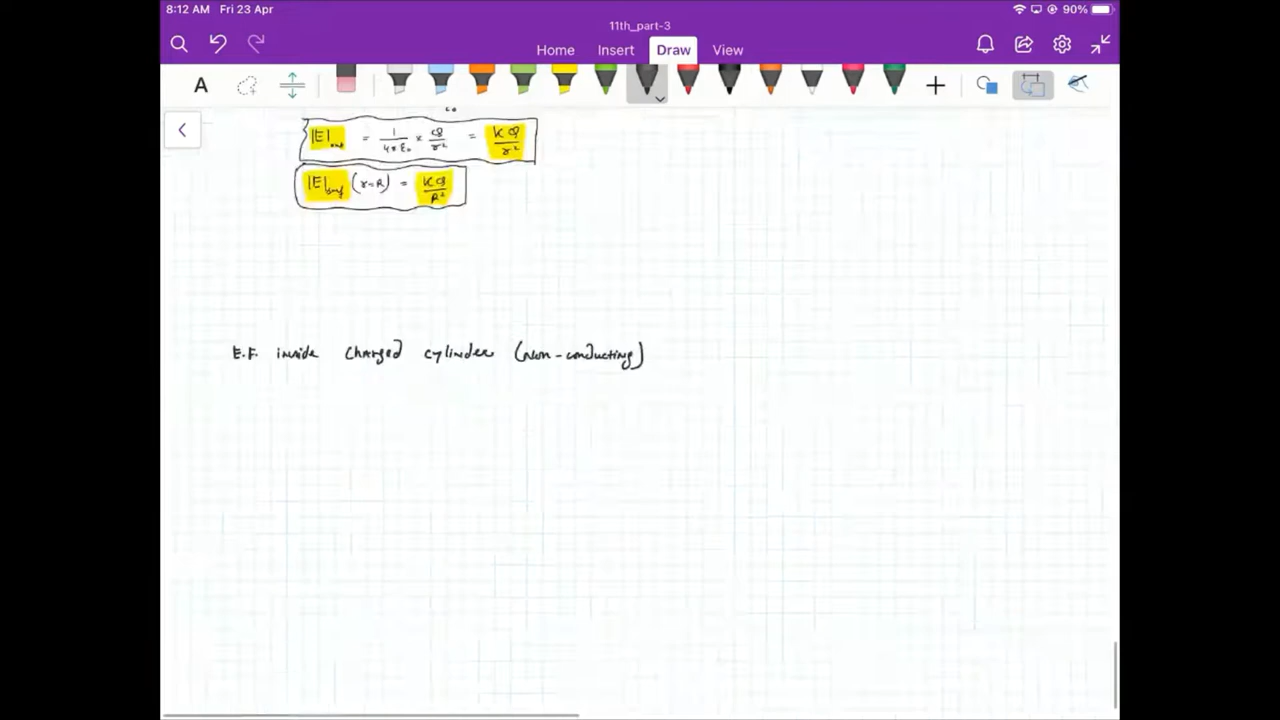 8:12 AM Fri 23 Apr
90%
11th_part-3
Home Insert Draw View
A
ε₀
|E|out = 1/4πε₀ × Q/r² = KQ/r²
|E|surf (r=R) = KQ/R²
E.F. inside charged cylinder (Non-conducting)